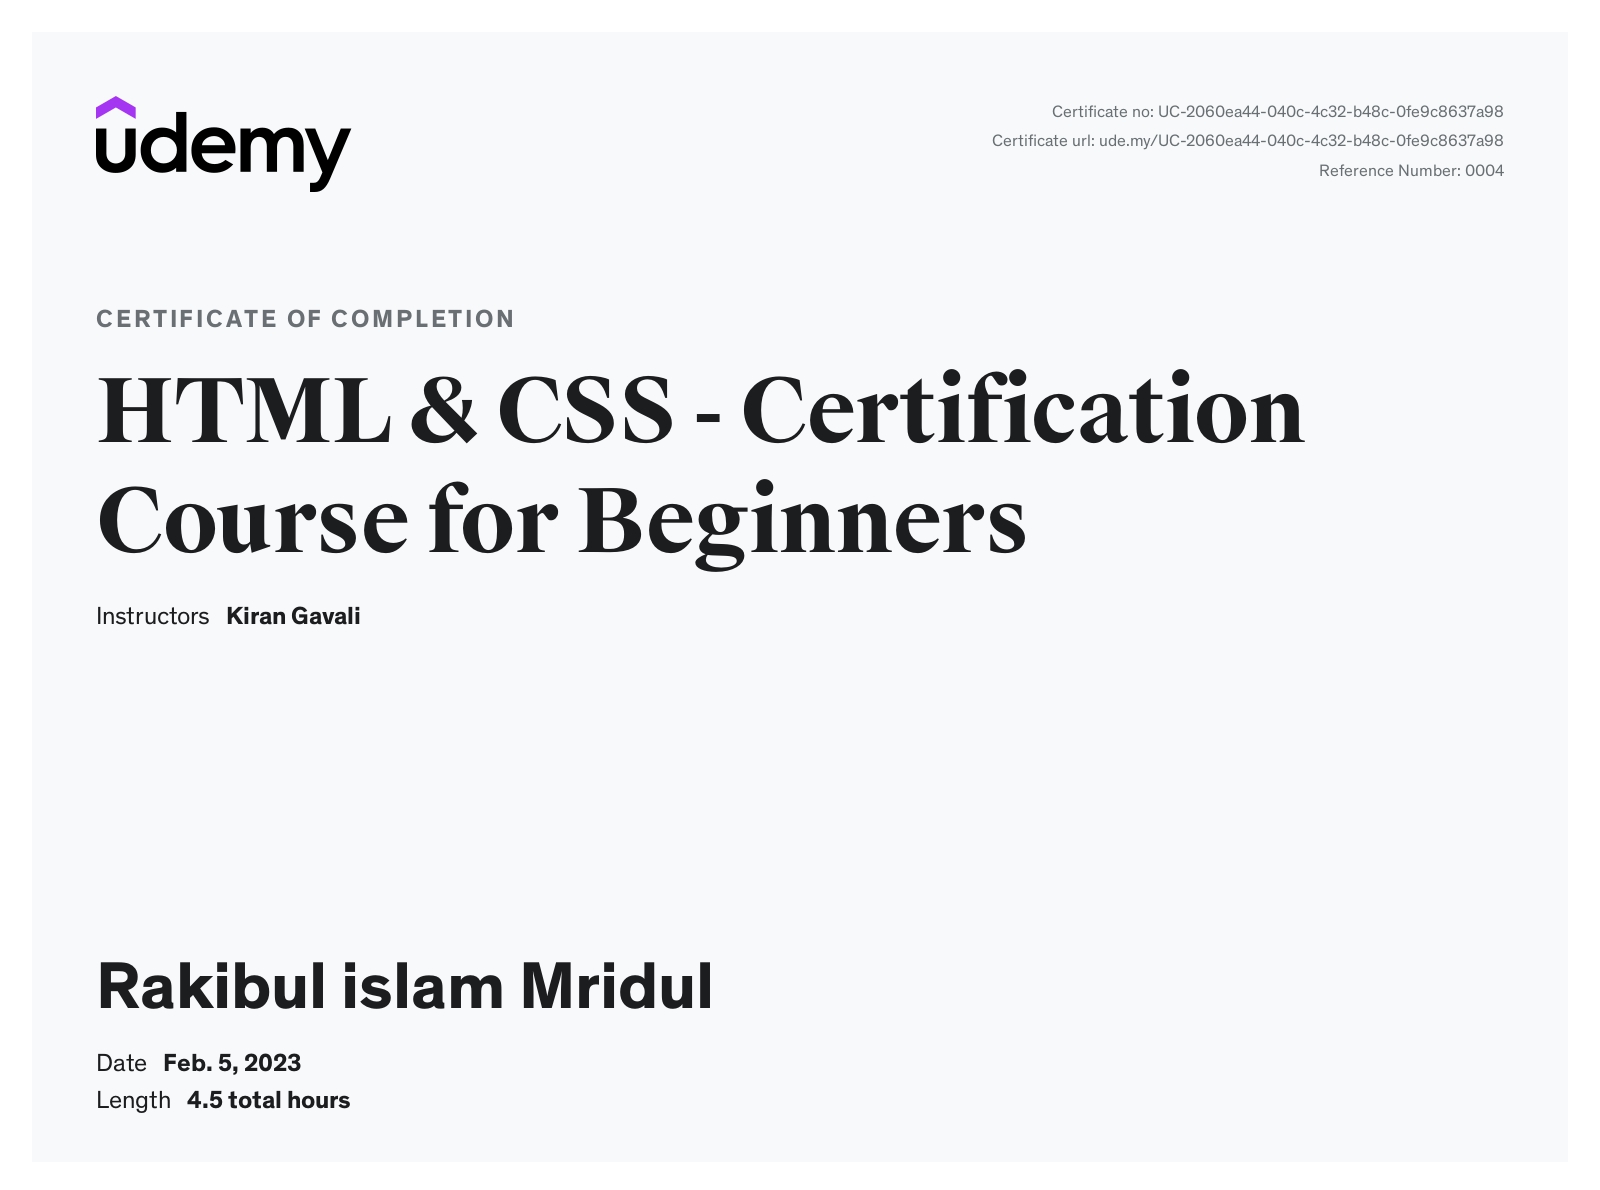 udemy
Certificate no: UC-2060ea44-040c-4c32-b48c-0fe9c8637a98
Certificate url: ude.my/UC-2060ea44-040c-4c32-b48c-0fe9c8637a98
Reference Number: 0004
CERTIFICATE OF COMPLETION
HTML & CSS - Certification
Course for Beginners
Instructors Kiran Gavali
Rakibul islam Mridul
Date Feb. 5, 2023
Length 4.5 total hours